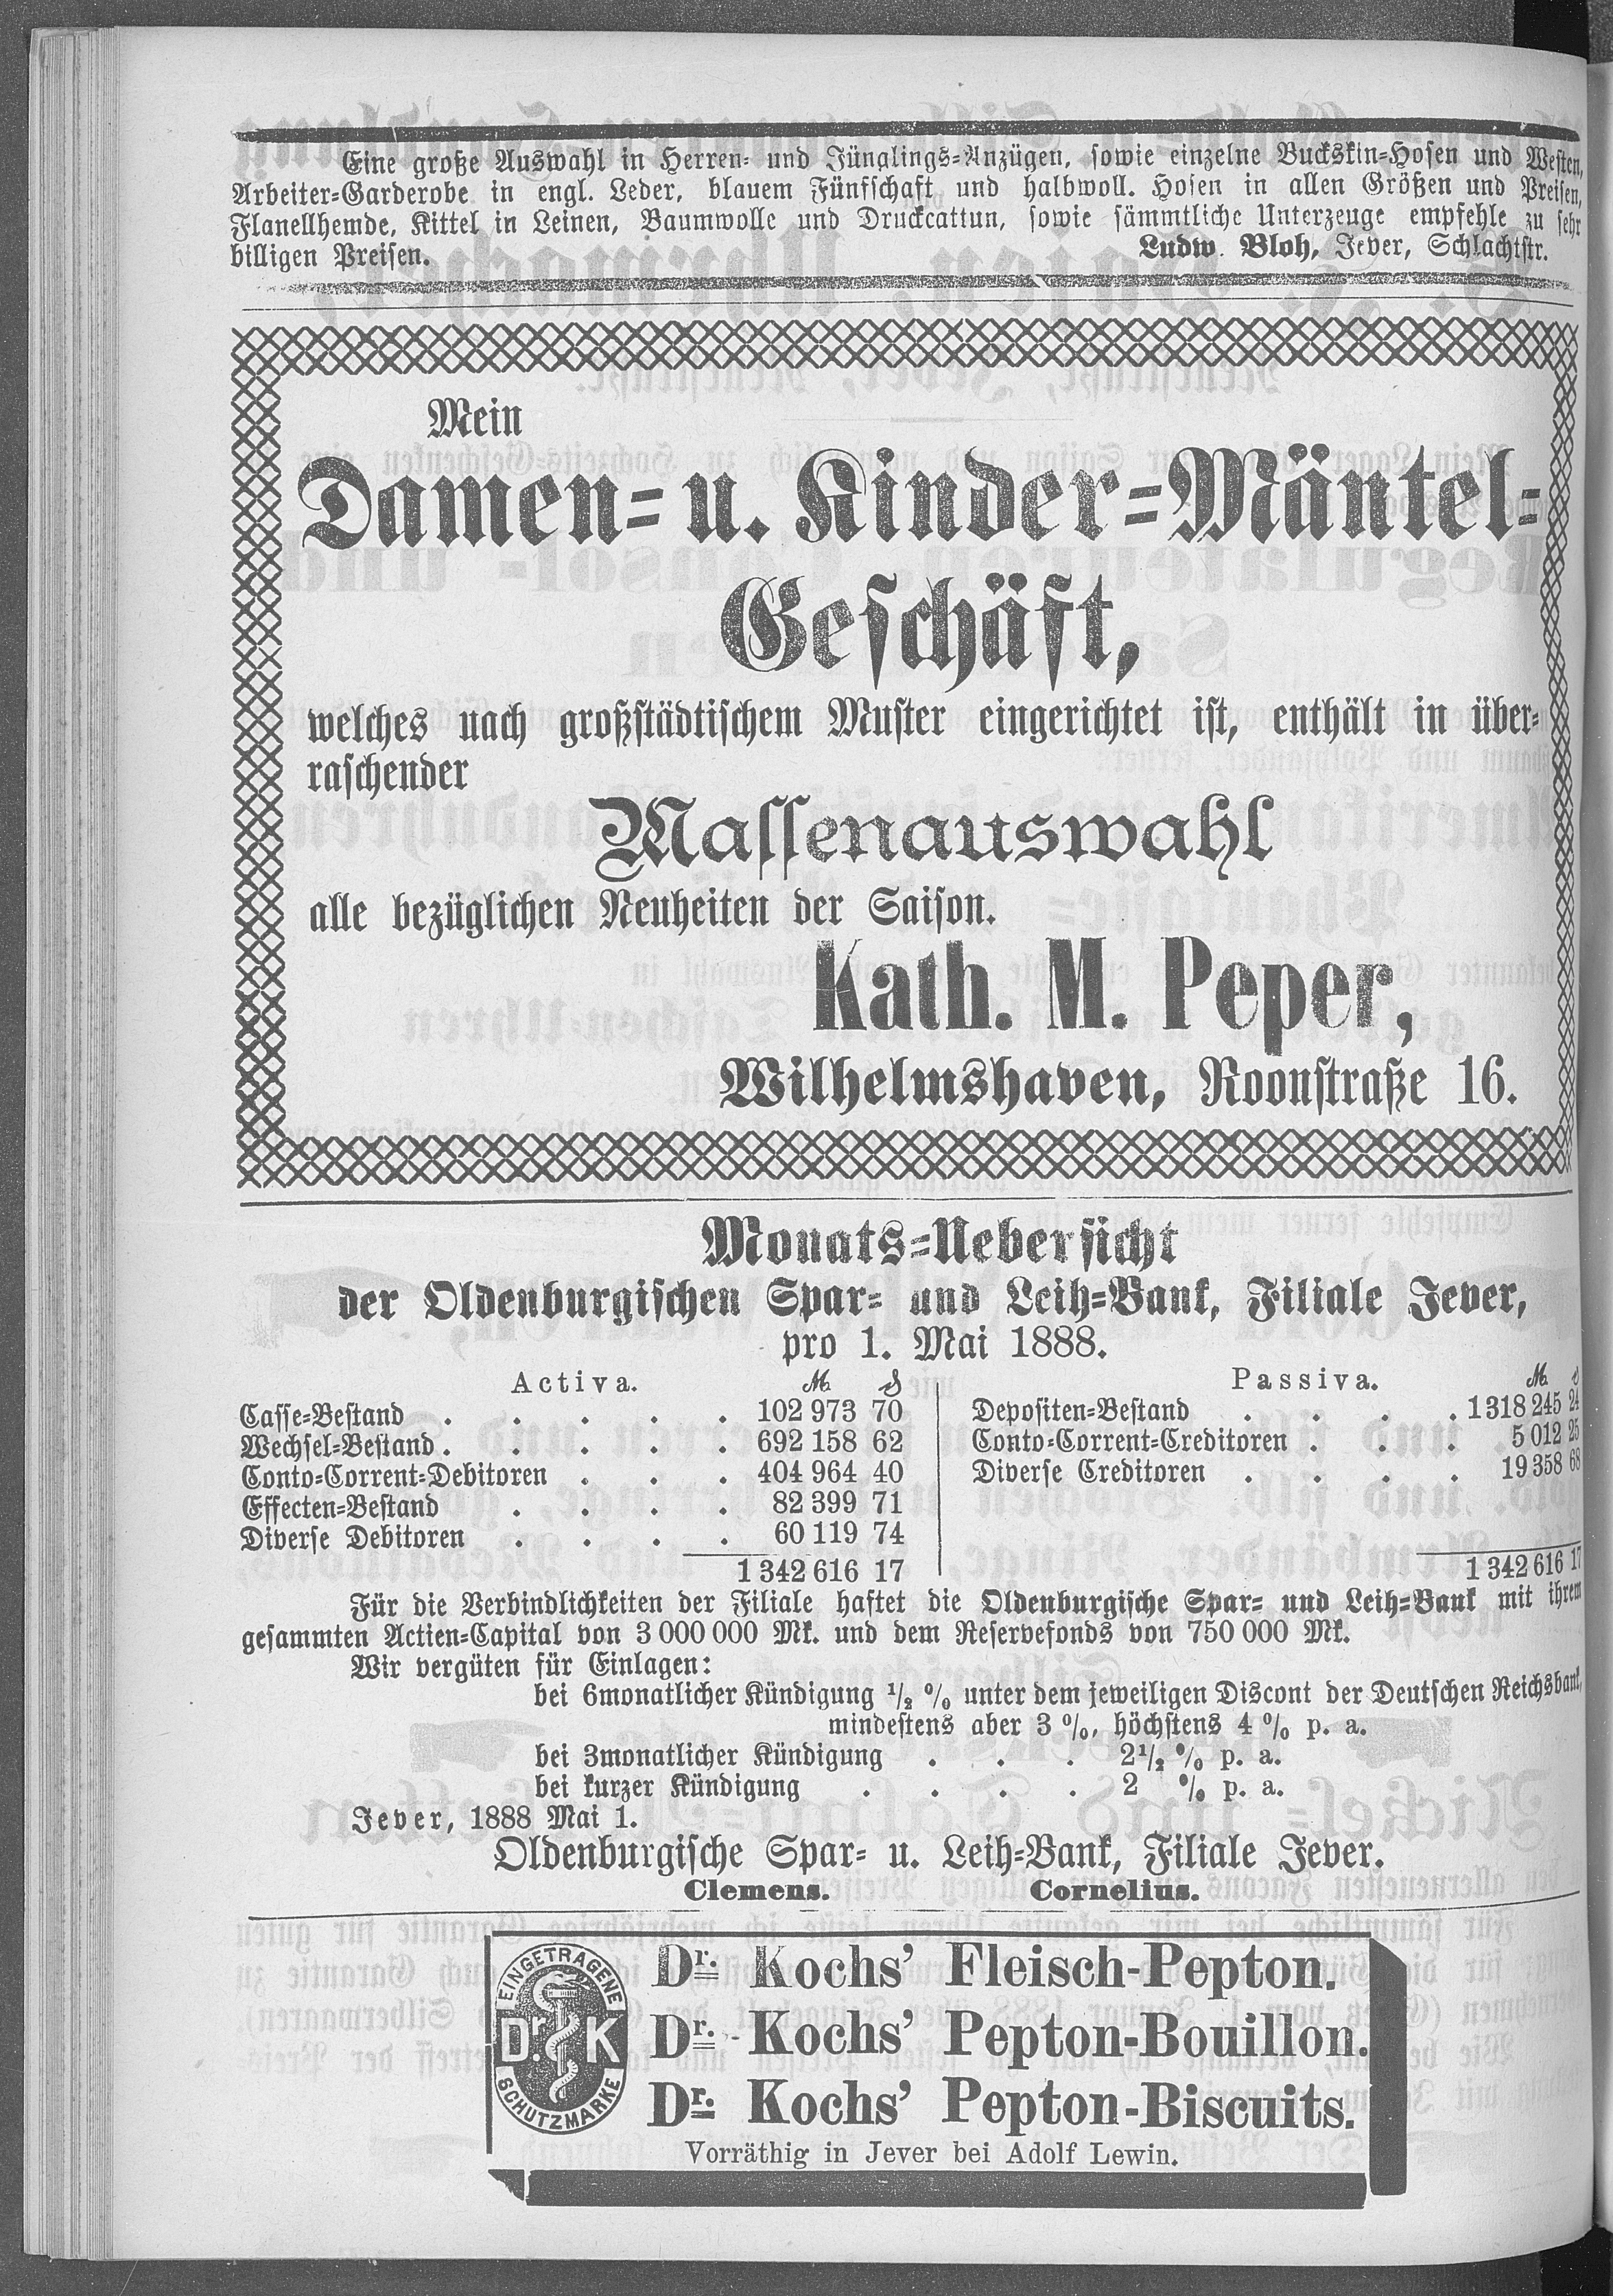 Eine große Auswahl in Herren- und Jünglings-Anzügen, sowie einzelne Buckskin-Hosen und Westen,
Arbeiter-Garderobe in engl. Leder, blauem Fünfschaft und halbwoll. Hosen in allen Größen und Preisen,
Flanellhemde, Kittel in Leinen, Baumwolle und Druckcattun, sowie sämmtliche Unterzeuge empfehle zu sehr
billigen Preisen. Ludw. Bloh, Jever, Schlachtstr.
Mein
Damen- u. Kinder-Mäntel-
Geschäft,
welches nach großstädtischem Muster eingerichtet ist, enthält in über-
raschender
Massenauswahl
alle bezüglichen Neuheiten der Saison.
Kath. M. Peper,
Wilhelmshaven, Roonstraße 16.
Monats-Uebersicht
der Oldenburgischen Spar- und Leih-Bank, Filiale Jever,
pro 1. Mai 1888.
Activa. M. ₰ Passiva. M. ₰
Casse-Bestand . . . . . 102 973 70 Depositen-Bestand . . . . 1 318 245 24
Wechsel-Bestand . . . . . 692 158 62 Conto-Corrent-Creditoren . . . 5 012 25
Conto-Corrent-Debitoren . . . 404 964 40 Diverse Creditoren . . . . 19 358 68
Effecten-Bestand . . . . 82 399 71
Diverse Debitoren . . . . 60 119 74
1 342 616 17 1 342 616 17
Für die Verbindlichkeiten der Filiale haftet die Oldenburgische Spar- und Leih-Bank mit ihrem
gesammten Actien-Capital von 3 000 000 Mk. und dem Reservefonds von 750 000 Mk.
Wir vergüten für Einlagen:
bei 6monatlicher Kündigung 1/2 % unter dem jeweiligen Discont der Deutschen Reichsbank,
mindestens aber 3 %, höchstens 4 % p. a.
bei 3monatlicher Kündigung . . . 2 1/2 % p. a.
bei kurzer Kündigung . . . . 2 % p. a.
Jever, 1888 Mai 1.
Oldenburgische Spar- u. Leih-Bank, Filiale Jever.
Clemens. Cornelius.
EINGETRAGENE
Dr. K
SCHUTZMARKE
Dr. Kochs' Fleisch-Pepton.
Dr. Kochs' Pepton-Bouillon.
Dr. Kochs' Pepton-Biscuits.
Vorräthig in Jever bei Adolf Lewin.